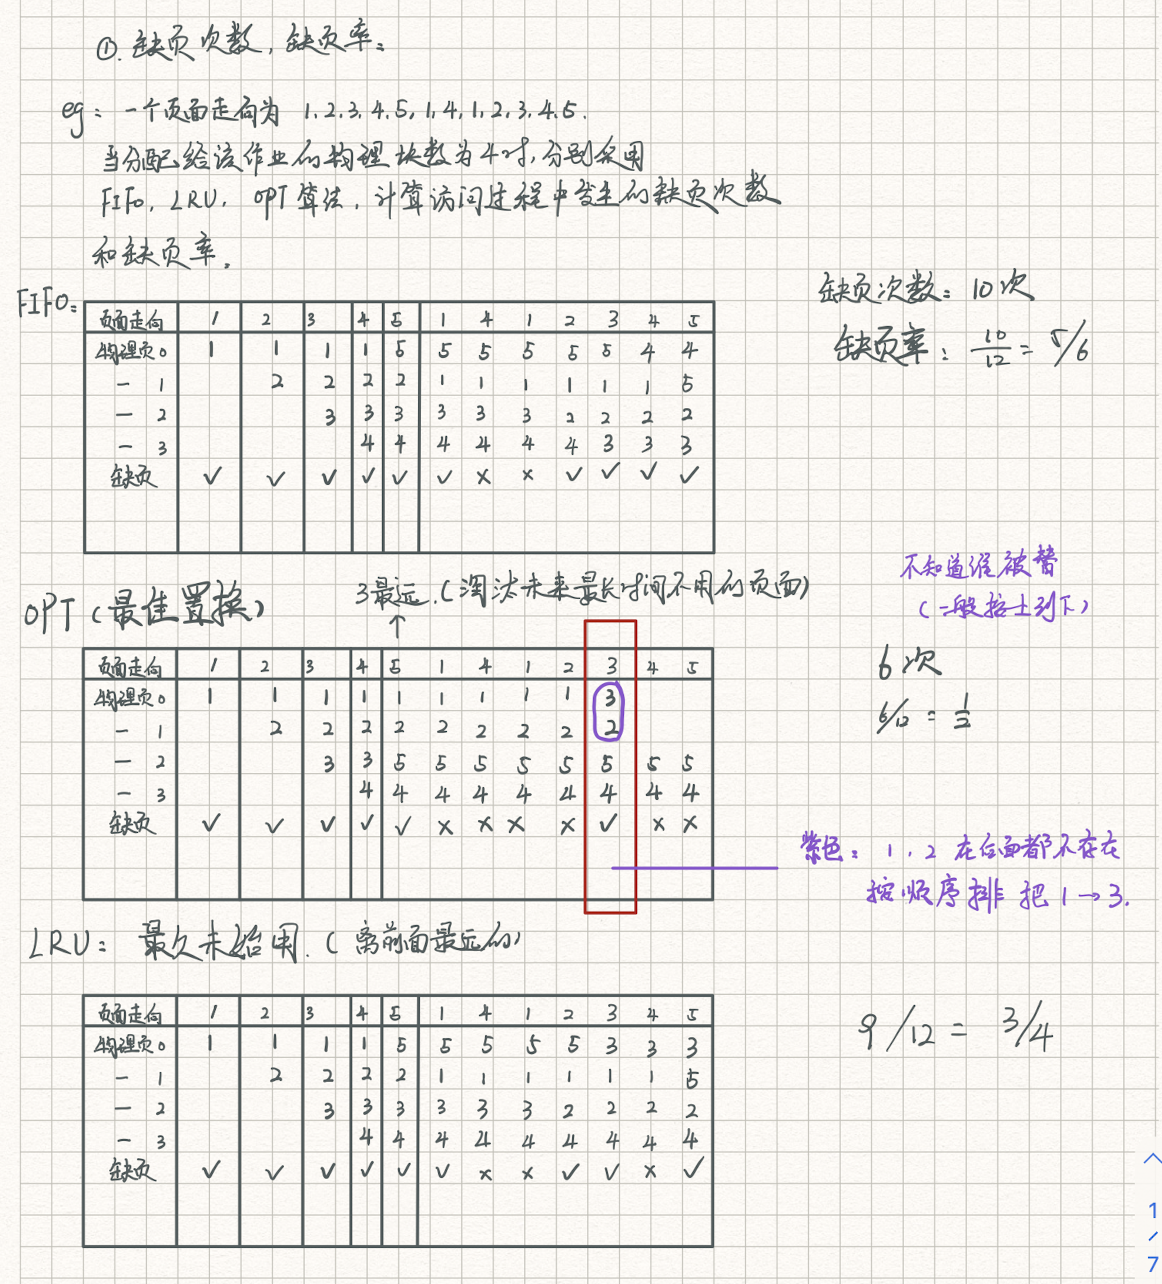 ①. 缺页次数, 缺页率。
eg: 一个页面走向为 1.2.3.4.5,1.4.1.2.3.4.5.
当分配给该作业的物理块数为4时,分别采用
FIFO, LRU, OPT算法, 计算访问过程中发生的缺页次数
和缺页率.
FIFO:
缺页次数: 10次
缺页率: 10/12 = 5/6
页面走向 1 2 3 4 5 1 4 1 2 3 4 5
物理页0 1 1 1 1 5 5 5 5 5 5 4 4
一 1 2 2 2 2 1 1 1 1 1 1 5
一 2 3 3 3 3 3 3 2 2 2 2
一 3 4 4 4 4 4 4 3 3 3
缺页 ✓ ✓ ✓ ✓ ✓ ✓ × × ✓ ✓ ✓ ✓
不知道谁被替
(一般按上到下)
3最远.(淘汰未来最长时间不用的页面)
↑
OPT (最佳置换)
6次
6/12 = 1/2
页面走向 1 2 3 4 5 1 4 1 2 3 4 5
物理页0 1 1 1 1 1 1 1 1 1 3
一 1 2 2 2 2 2 2 2 2 2
一 2 3 3 5 5 5 5 5 5 5 5
一 3 4 4 4 4 4 4 4 4 4
缺页 ✓ ✓ ✓ ✓ ✓ × × × × ✓ × ×
紫色: 1,2 在后面都不存在
按顺序排 把 1→3.
LRU: 最久未使用.(离前面最远的)
9/12 = 3/4
页面走向 1 2 3 4 5 1 4 1 2 3 4 5
物理页0 1 1 1 1 5 5 5 5 5 3 3 3
一 1 2 2 2 2 1 1 1 1 1 1 5
一 2 3 3 3 3 3 3 2 2 2 2
一 3 4 4 4 4 4 4 4 4 4
缺页 ✓ ✓ ✓ ✓ ✓ ✓ × × ✓ ✓ × ✓
1
/
7